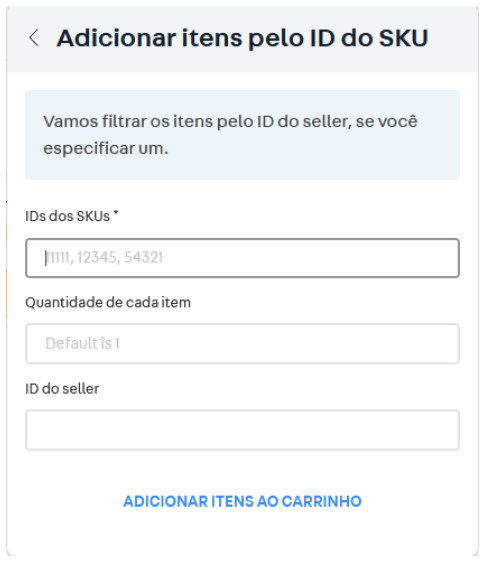 Adicionar itens pelo ID do SKU
Vamos filtrar os itens pelo ID do seller, se você
especificar um.
IDs dos SKUs *
11111, 12345, 54321
Quantidade de cada item
Default is 1
ID do seller
ADICIONAR ITENS AO CARRINHO